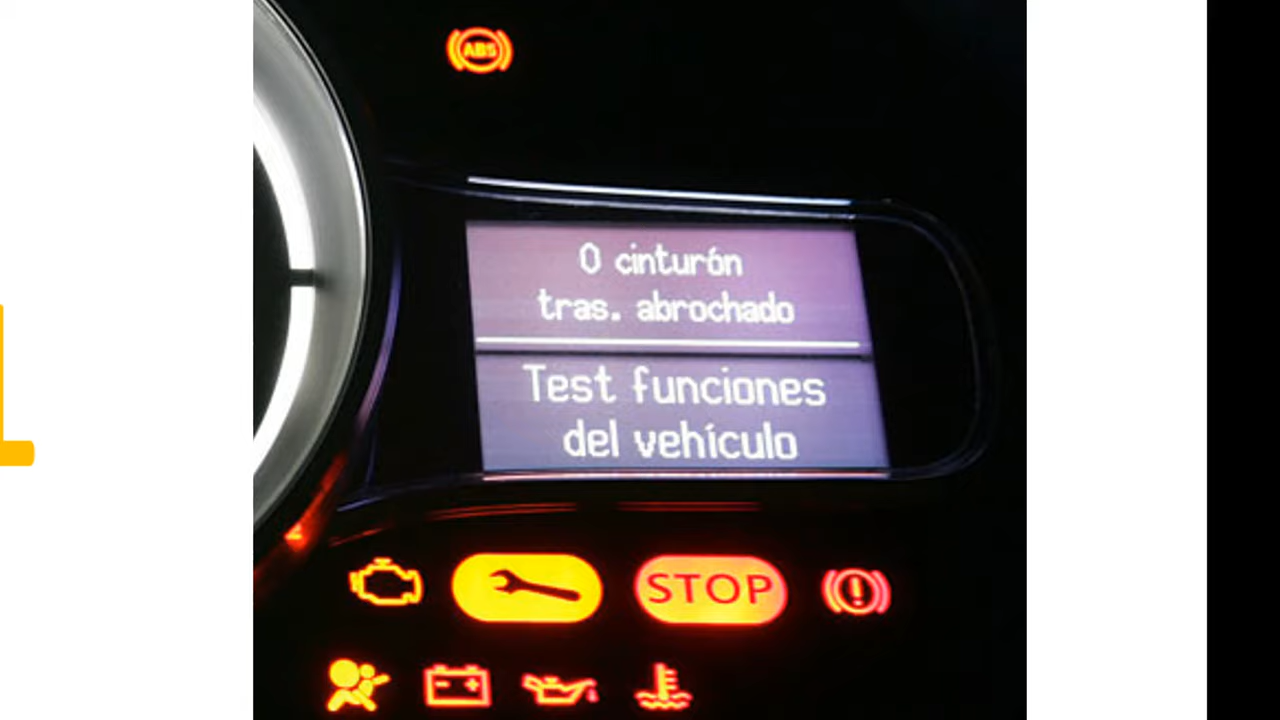 ABS
0 cinturón
tras. abrochado
Test funciones
del vehículo
STOP